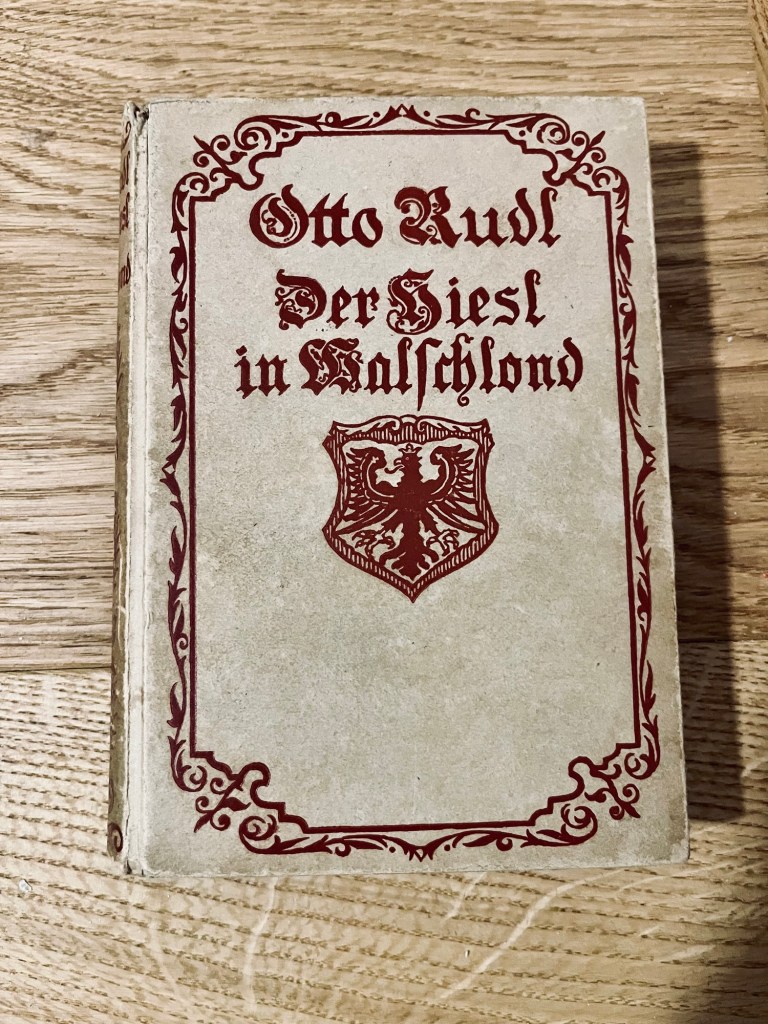 Otto Rudl
Der Hiesl
in Walſchlond